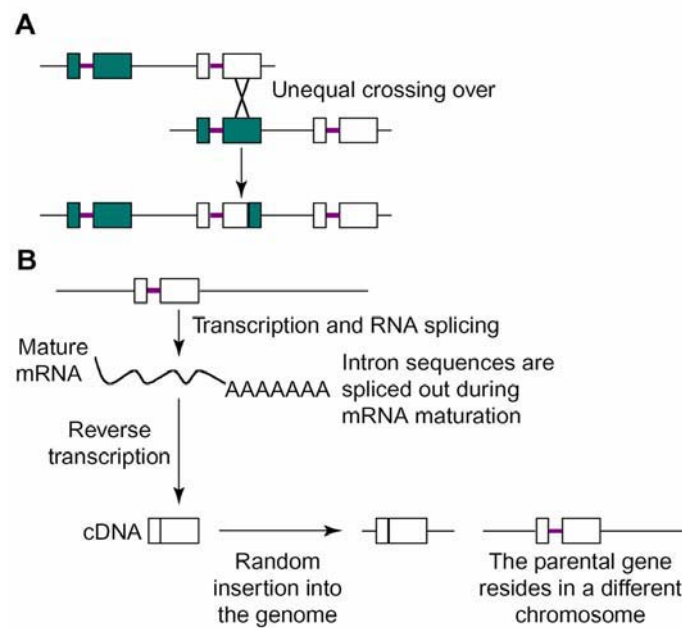 A
Unequal crossing over
B
Transcription and RNA splicing
Mature
mRNA
AAAAAAA
Intron sequences are
spliced out during
mRNA maturation
Reverse
transcription
cDNA
Random
insertion into
the genome
The parental gene
resides in a different
chromosome